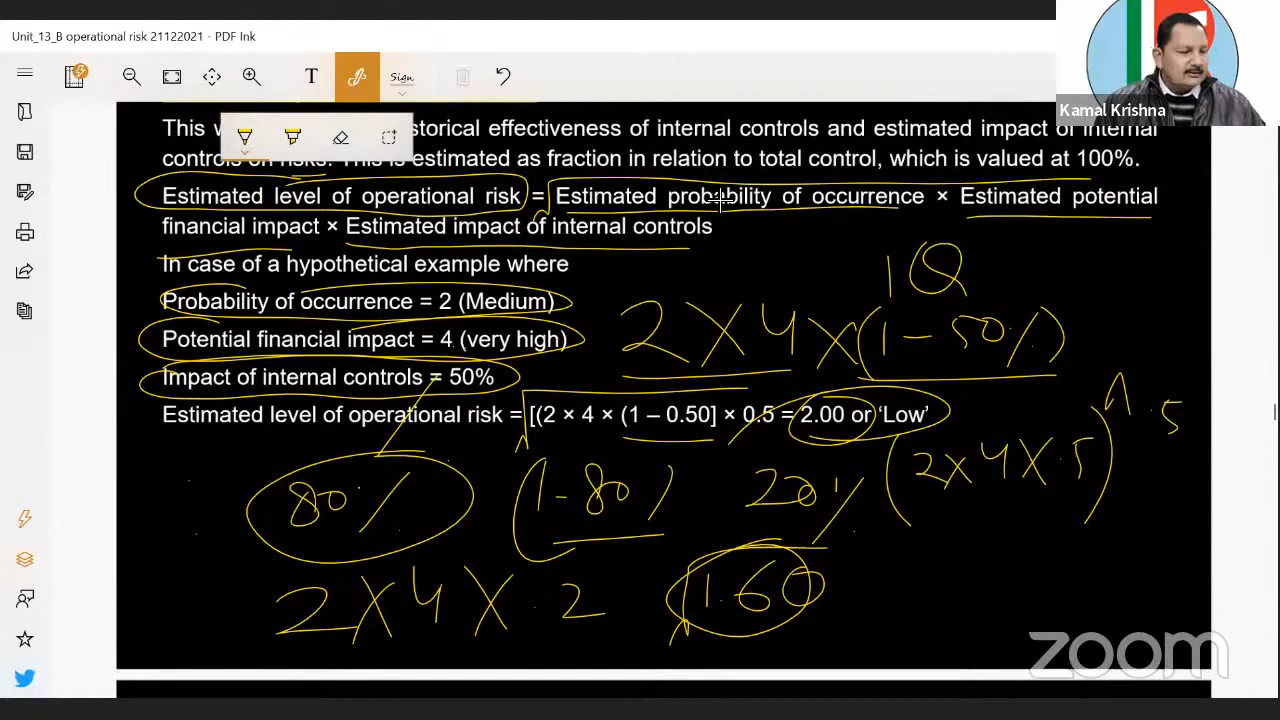 Unit_13_B operational risk 21122021 - PDF Ink
T
Sign
Kamal Krishna
This storical effectiveness of internal controls and estimated impact of internal
controls on risks. This is estimated as fraction in relation to total control, which is valued at 100%.
Estimated level of operational risk = Estimated probability of occurrence × Estimated potential
financial impact × Estimated impact of internal controls
In case of a hypothetical example where
1Q
Probability of occurrence = 2 (Medium)
Potential financial impact = 4 (very high)
2 X 4 X (1 - 50%)
Impact of internal controls = 50%
Estimated level of operational risk = [(2 × 4 × (1 – 0.50] × 0.5 = 2.00 or ‘Low’
(2 X 4 X .5) ^ .5
80%
(1 - 80)
20%
2 X 4 X .2
1.60
zoom